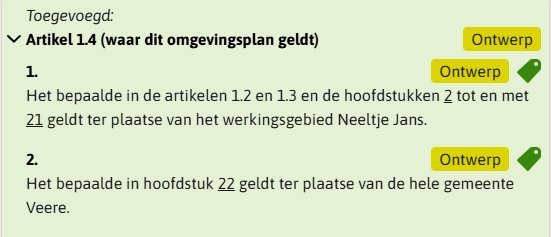 Toegevoegd:
Artikel 1.4 (waar dit omgevingsplan geldt) Ontwerp
1. Ontwerp
Het bepaalde in de artikelen 1.2 en 1.3 en de hoofdstukken 2 tot en met
21 geldt ter plaatse van het werkingsgebied Neeltje Jans.
2. Ontwerp
Het bepaalde in hoofdstuk 22 geldt ter plaatse van de hele gemeente
Veere.